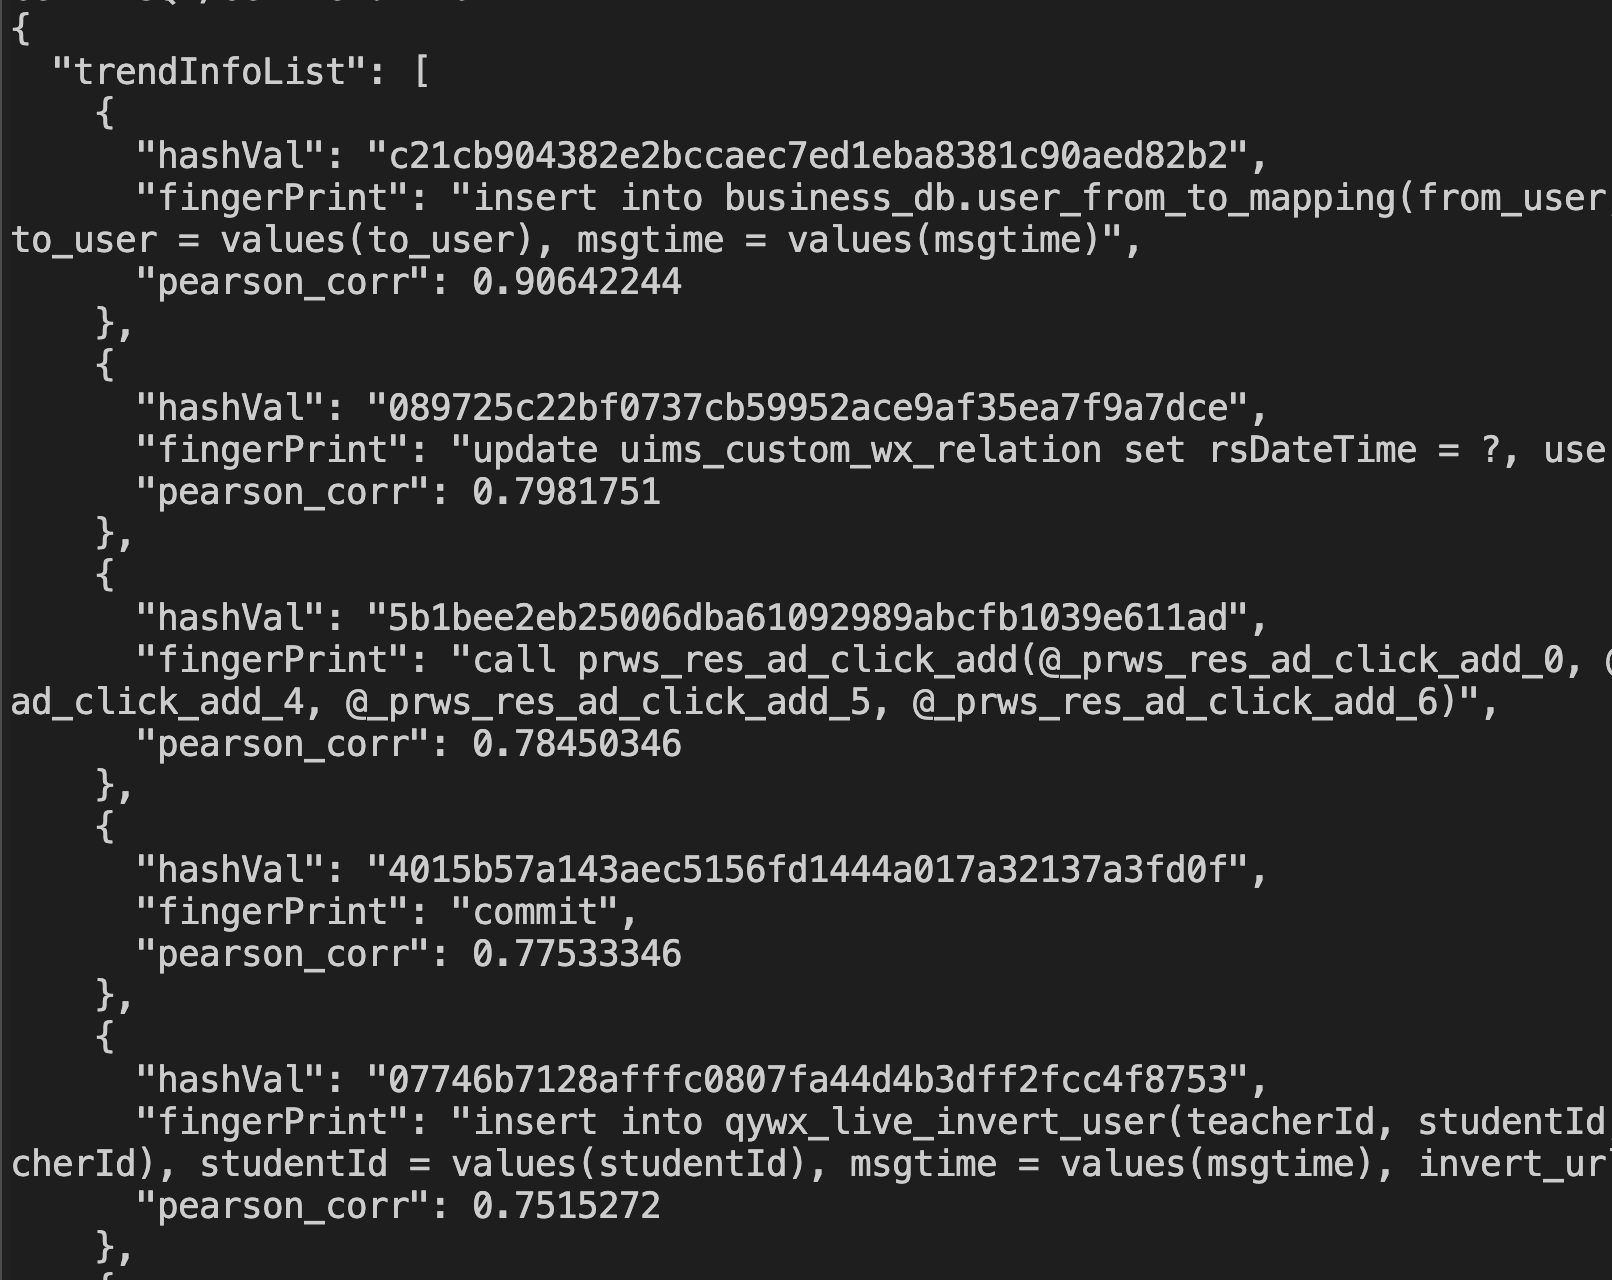 {
"trendInfoList": [
{
"hashVal": "c21cb904382e2bccaec7ed1eba8381c90aed82b2",
"fingerPrint": "insert into business_db.user_from_to_mapping(from_user
to_user = values(to_user), msgtime = values(msgtime)",
"pearson_corr": 0.90642244
},
{
"hashVal": "089725c22bf0737cb59952ace9af35ea7f9a7dce",
"fingerPrint": "update uims_custom_wx_relation set rsDateTime = ?, use
"pearson_corr": 0.7981751
},
{
"hashVal": "5b1bee2eb25006dba61092989abcfb1039e611ad",
"fingerPrint": "call prws_res_ad_click_add(@_prws_res_ad_click_add_0, @
ad_click_add_4, @_prws_res_ad_click_add_5, @_prws_res_ad_click_add_6)",
"pearson_corr": 0.78450346
},
{
"hashVal": "4015b57a143aec5156fd1444a017a32137a3fd0f",
"fingerPrint": "commit",
"pearson_corr": 0.77533346
},
{
"hashVal": "07746b7128afffc0807fa44d4b3dff2fcc4f8753",
"fingerPrint": "insert into qywx_live_invert_user(teacherId, studentId
cherId), studentId = values(studentId), msgtime = values(msgtime), invert_url
"pearson_corr": 0.7515272
},
{